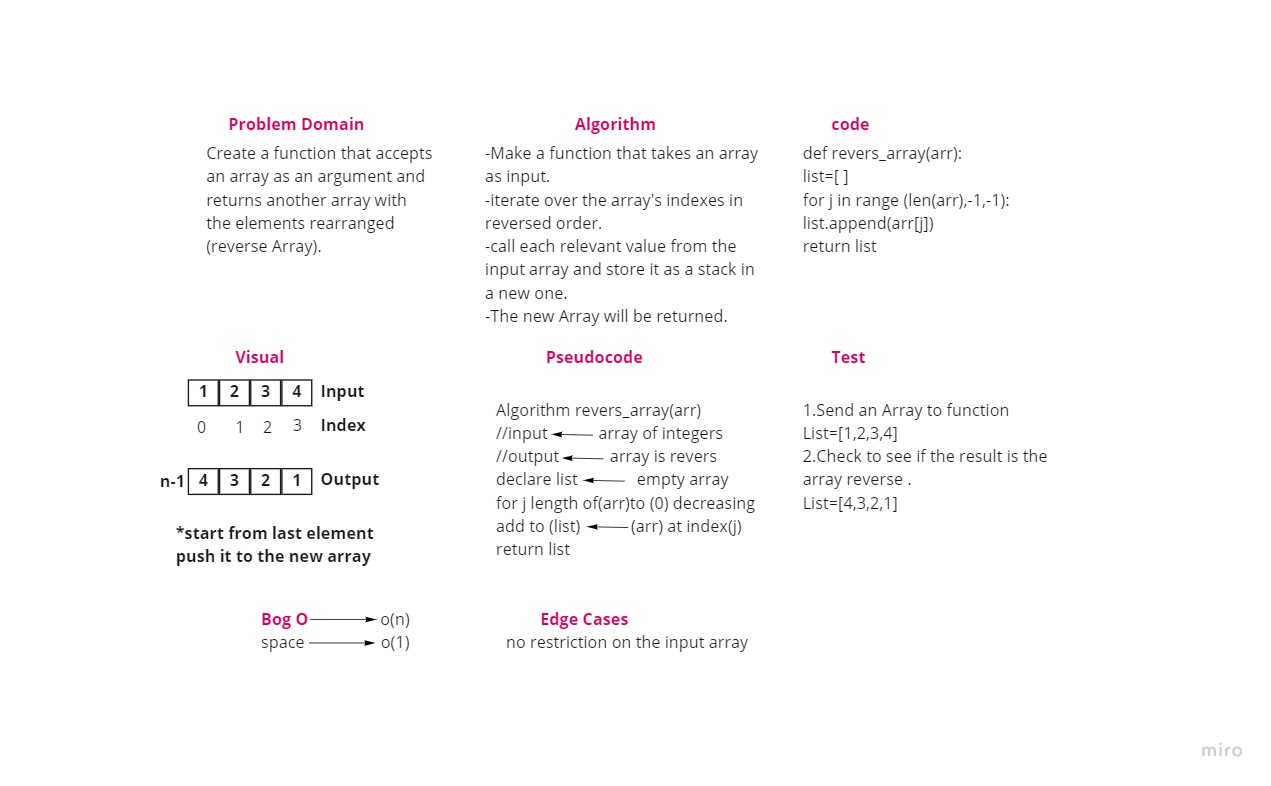 Problem Domain
Create a function that accepts
an array as an argument and
returns another array with
the elements rearranged
(reverse Array).
Algorithm
-Make a function that takes an array
as input.
-iterate over the array's indexes in
reversed order.
-call each relevant value from the
input array and store it as a stack in
a new one.
-The new Array will be returned.
code
def revers_array(arr):
list=[ ]
for j in range (len(arr),-1,-1):
list.append(arr[j])
return list
Visual
1 2 3 4 Input
0 1 2 3 Index
n-1 4 3 2 1 Output
*start from last element
push it to the new array
Pseudocode
Algorithm revers_array(arr)
//input array of integers
//output array is revers
declare list empty array
for j length of(arr)to (0) decreasing
add to (list) (arr) at index(j)
return list
Test
1.Send an Array to function
List=[1,2,3,4]
2.Check to see if the result is the
array reverse .
List=[4,3,2,1]
Bog O o(n)
space o(1)
Edge Cases
no restriction on the input array
miro